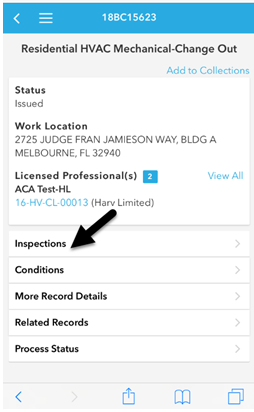 18BC15623
Residential HVAC Mechanical-Change Out
Add to Collections
Status
Issued
Work Location
2725 JUDGE FRAN JAMIESON WAY, BLDG A
MELBOURNE, FL 32940
Licensed Professional(s) 2 View All
ACA Test-HL
16-HV-CL-00013 (Harv Limited)
Inspections
Conditions
More Record Details
Related Records
Process Status